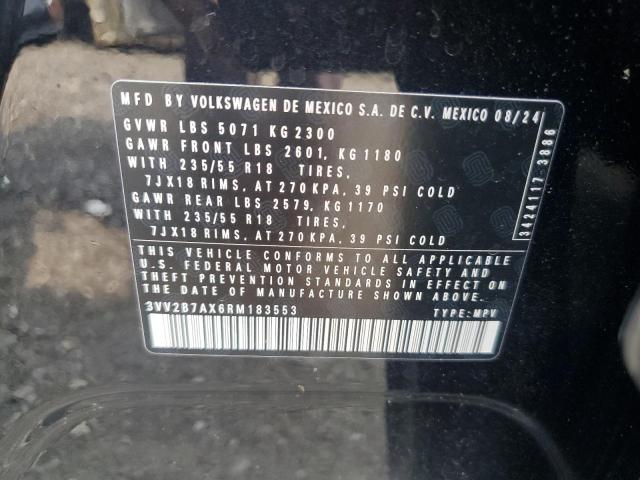 MFD BY VOLKSWAGEN DE MEXICO S.A. DE C.V. MEXICO 08/24
GVWR LBS 5071 KG 2300
GAWR FRONT LBS 2601, KG 1180
WITH 235/55 R18 TIRES,
7JX18 RIMS, AT 270 KPA, 39 PSI COLD
GAWR REAR LBS 2579, KG 1170
WITH 235/55 R18 TIRES,
7JX18 RIMS, AT 270 KPA, 39 PSI COLD
THIS VEHICLE CONFORMS TO ALL APPLICABLE
U.S. FEDERAL MOTOR VEHICLE SAFETY AND
THEFT PREVENTION STANDARDS IN EFFECT ON
THE DATE OF MANUFACTURE SHOWN ABOVE.
3VV2B7AX6RM183553 TYPE: MPV
3424117 3886